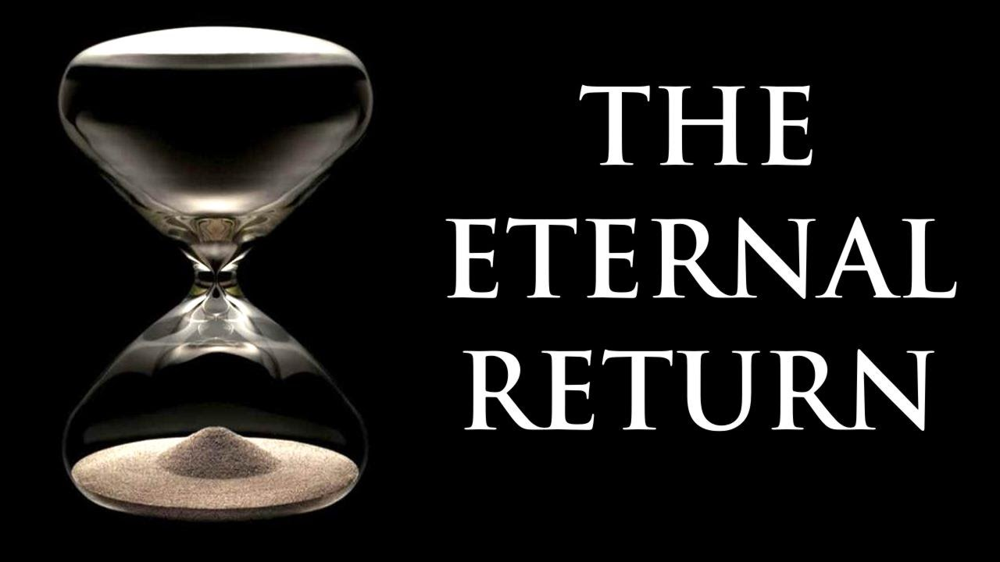 THE
ETERNAL
RETURN